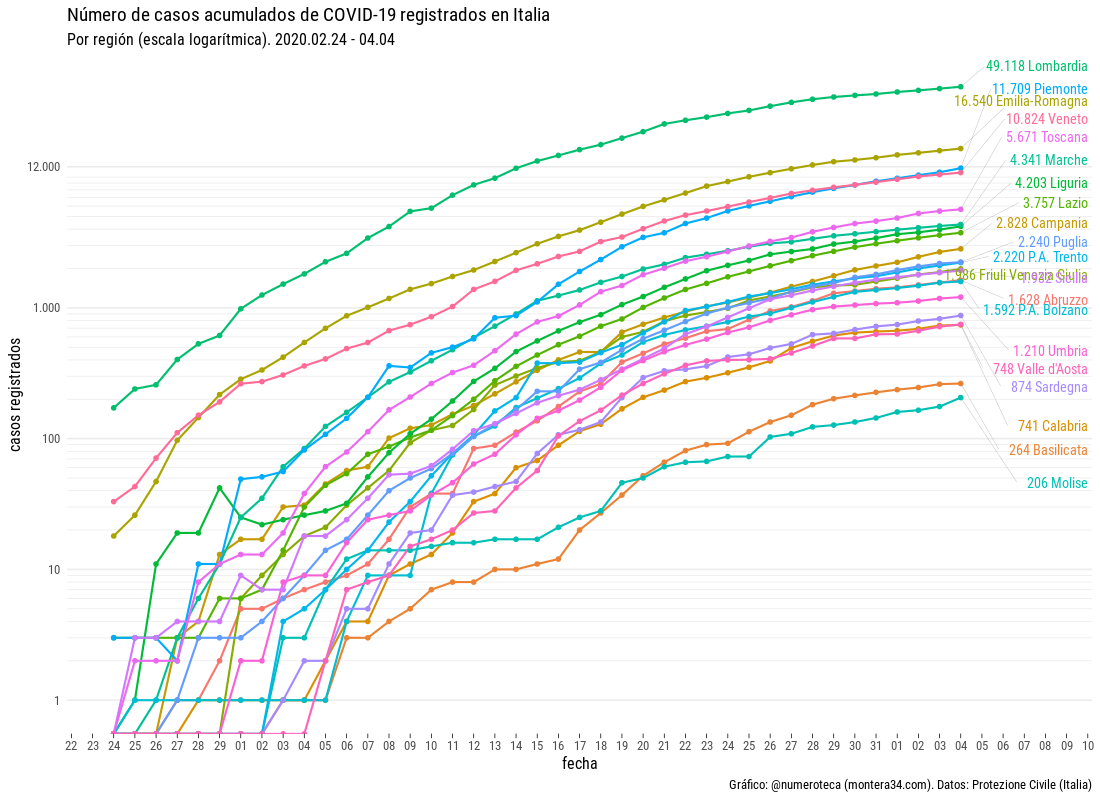 Número de casos acumulados de COVID-19 registrados en Italia
Por región (escala logarítmica). 2020.02.24 - 04.04
49.118 Lombardia
11.709 Piemonte
16.540 Emilia-Romagna
10.824 Veneto
5.671 Toscana
4.341 Marche
4.203 Liguria
3.757 Lazio
2.828 Campania
2.240 Puglia
2.220 P.A. Trento
1.986 Friuli Venezia Giulia
Sicilia
1.628 Abruzzo
1.592 P.A. Bolzano
1.210 Umbria
748 Valle d'Aosta
874 Sardegna
741 Calabria
264 Basilicata
206 Molise
12.000
1.000
100
10
1
casos registrados
22 23 24 25 26 27 28 29 01 02 03 04 05 06 07 08 09 10 11 12 13 14 15 16 17 18 19 20 21 22 23 24 25 26 27 28 29 30 31 01 02 03 04 05 06 07 08 09 10
fecha
Gráfico: @numeroteca (montera34.com). Datos: Protezione Civile (Italia)